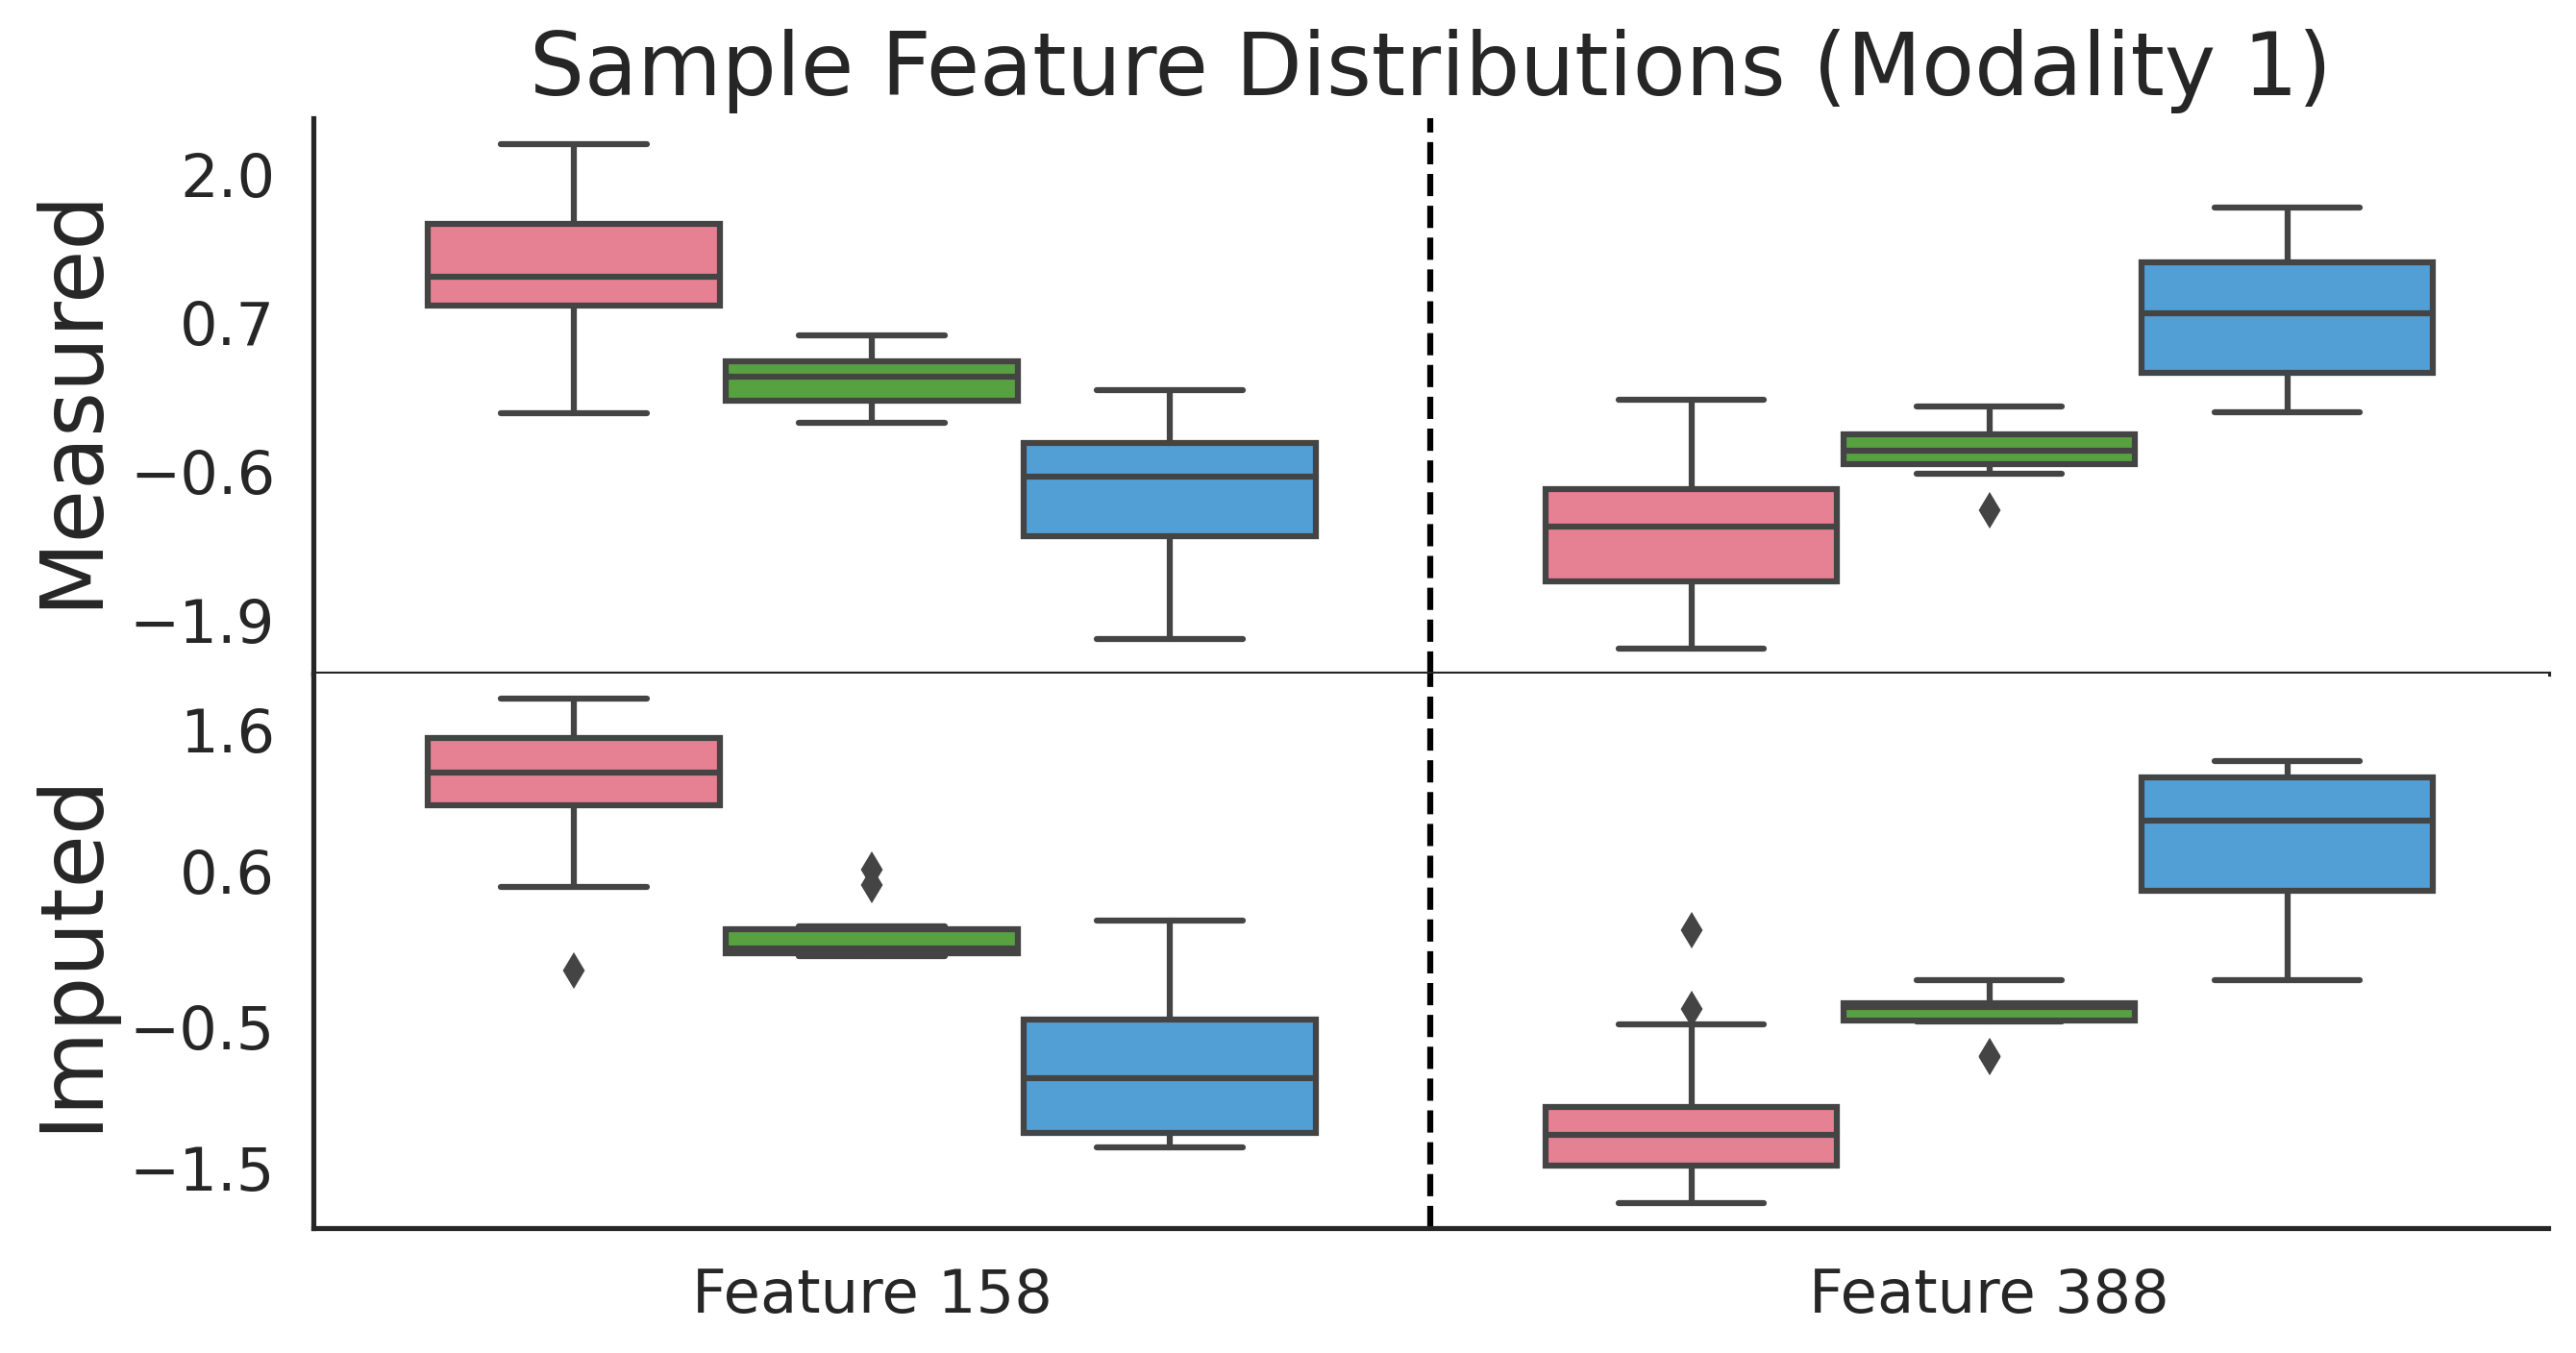 Sample Feature Distributions (Modality 1)
Measured
2.0
0.7
−0.6
−1.9
Imputed
1.6
0.6
−0.5
−1.5
Feature 158
Feature 388